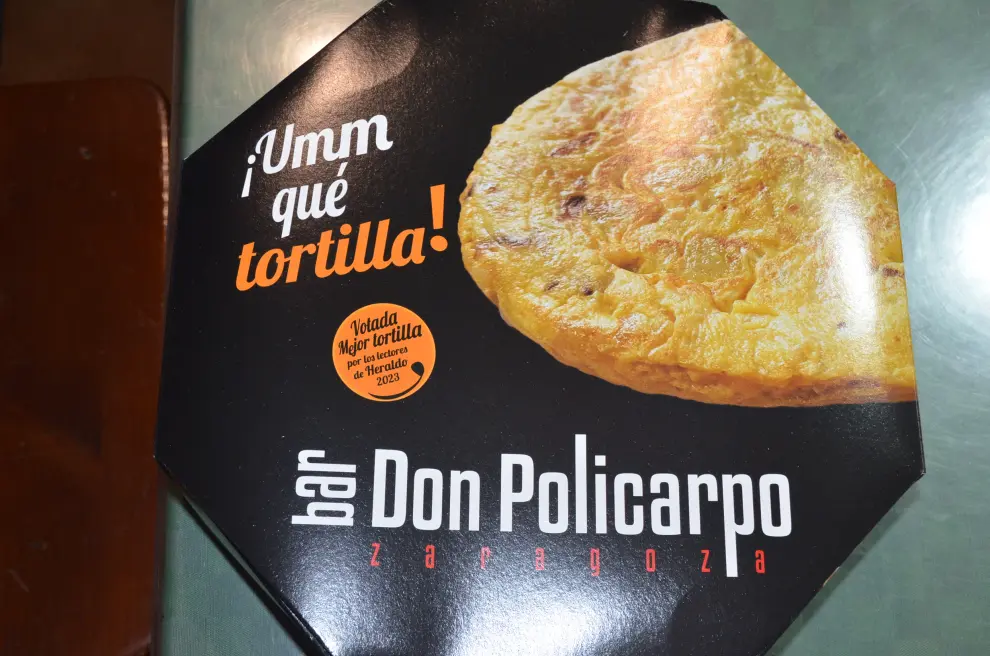 ¡Umm
qué
tortilla!
Votada
Mejor tortilla
por los lectores
de Heraldo
2023
bar Don Policarpo
zaragoza